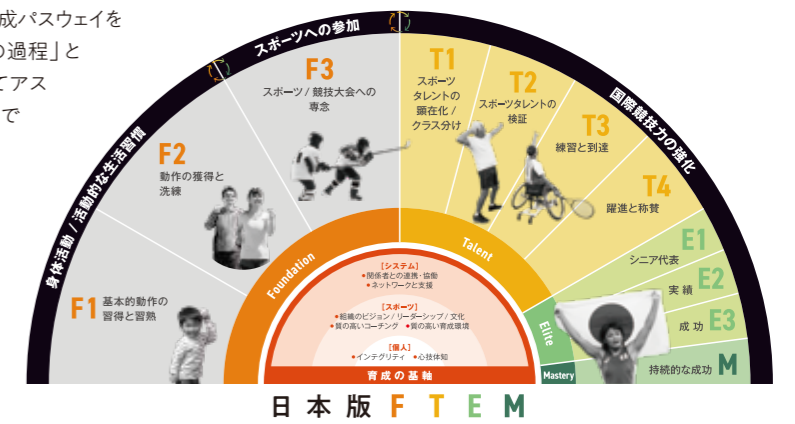 成パスウェイを
の過程」と
てアス
で
身体活動 / 活動的な生活習慣
スポーツへの参加
国際競技力の強化
F1 基本的動作の
習得と習熟
F2
動作の獲得と
洗練
F3
スポーツ / 競技大会への
専念
T1
スポーツ
タレントの
顕在化 /
クラス分け
T2
スポーツタレントの
検証
T3
練習と到達
T4
躍進と称賛
E1
シニア代表
E2
実績
E3
成功
持続的な成功 M
Foundation
Talent
Elite
Mastery
[システム]
●関係者との連携・協働
●ネットワークと支援
[スポーツ]
●組織のビジョン / リーダーシップ / 文化
●質の高いコーチング ●質の高い育成環境
[個人]
●インテグリティ ●心技体知
育成の基軸
日本版 F T E M